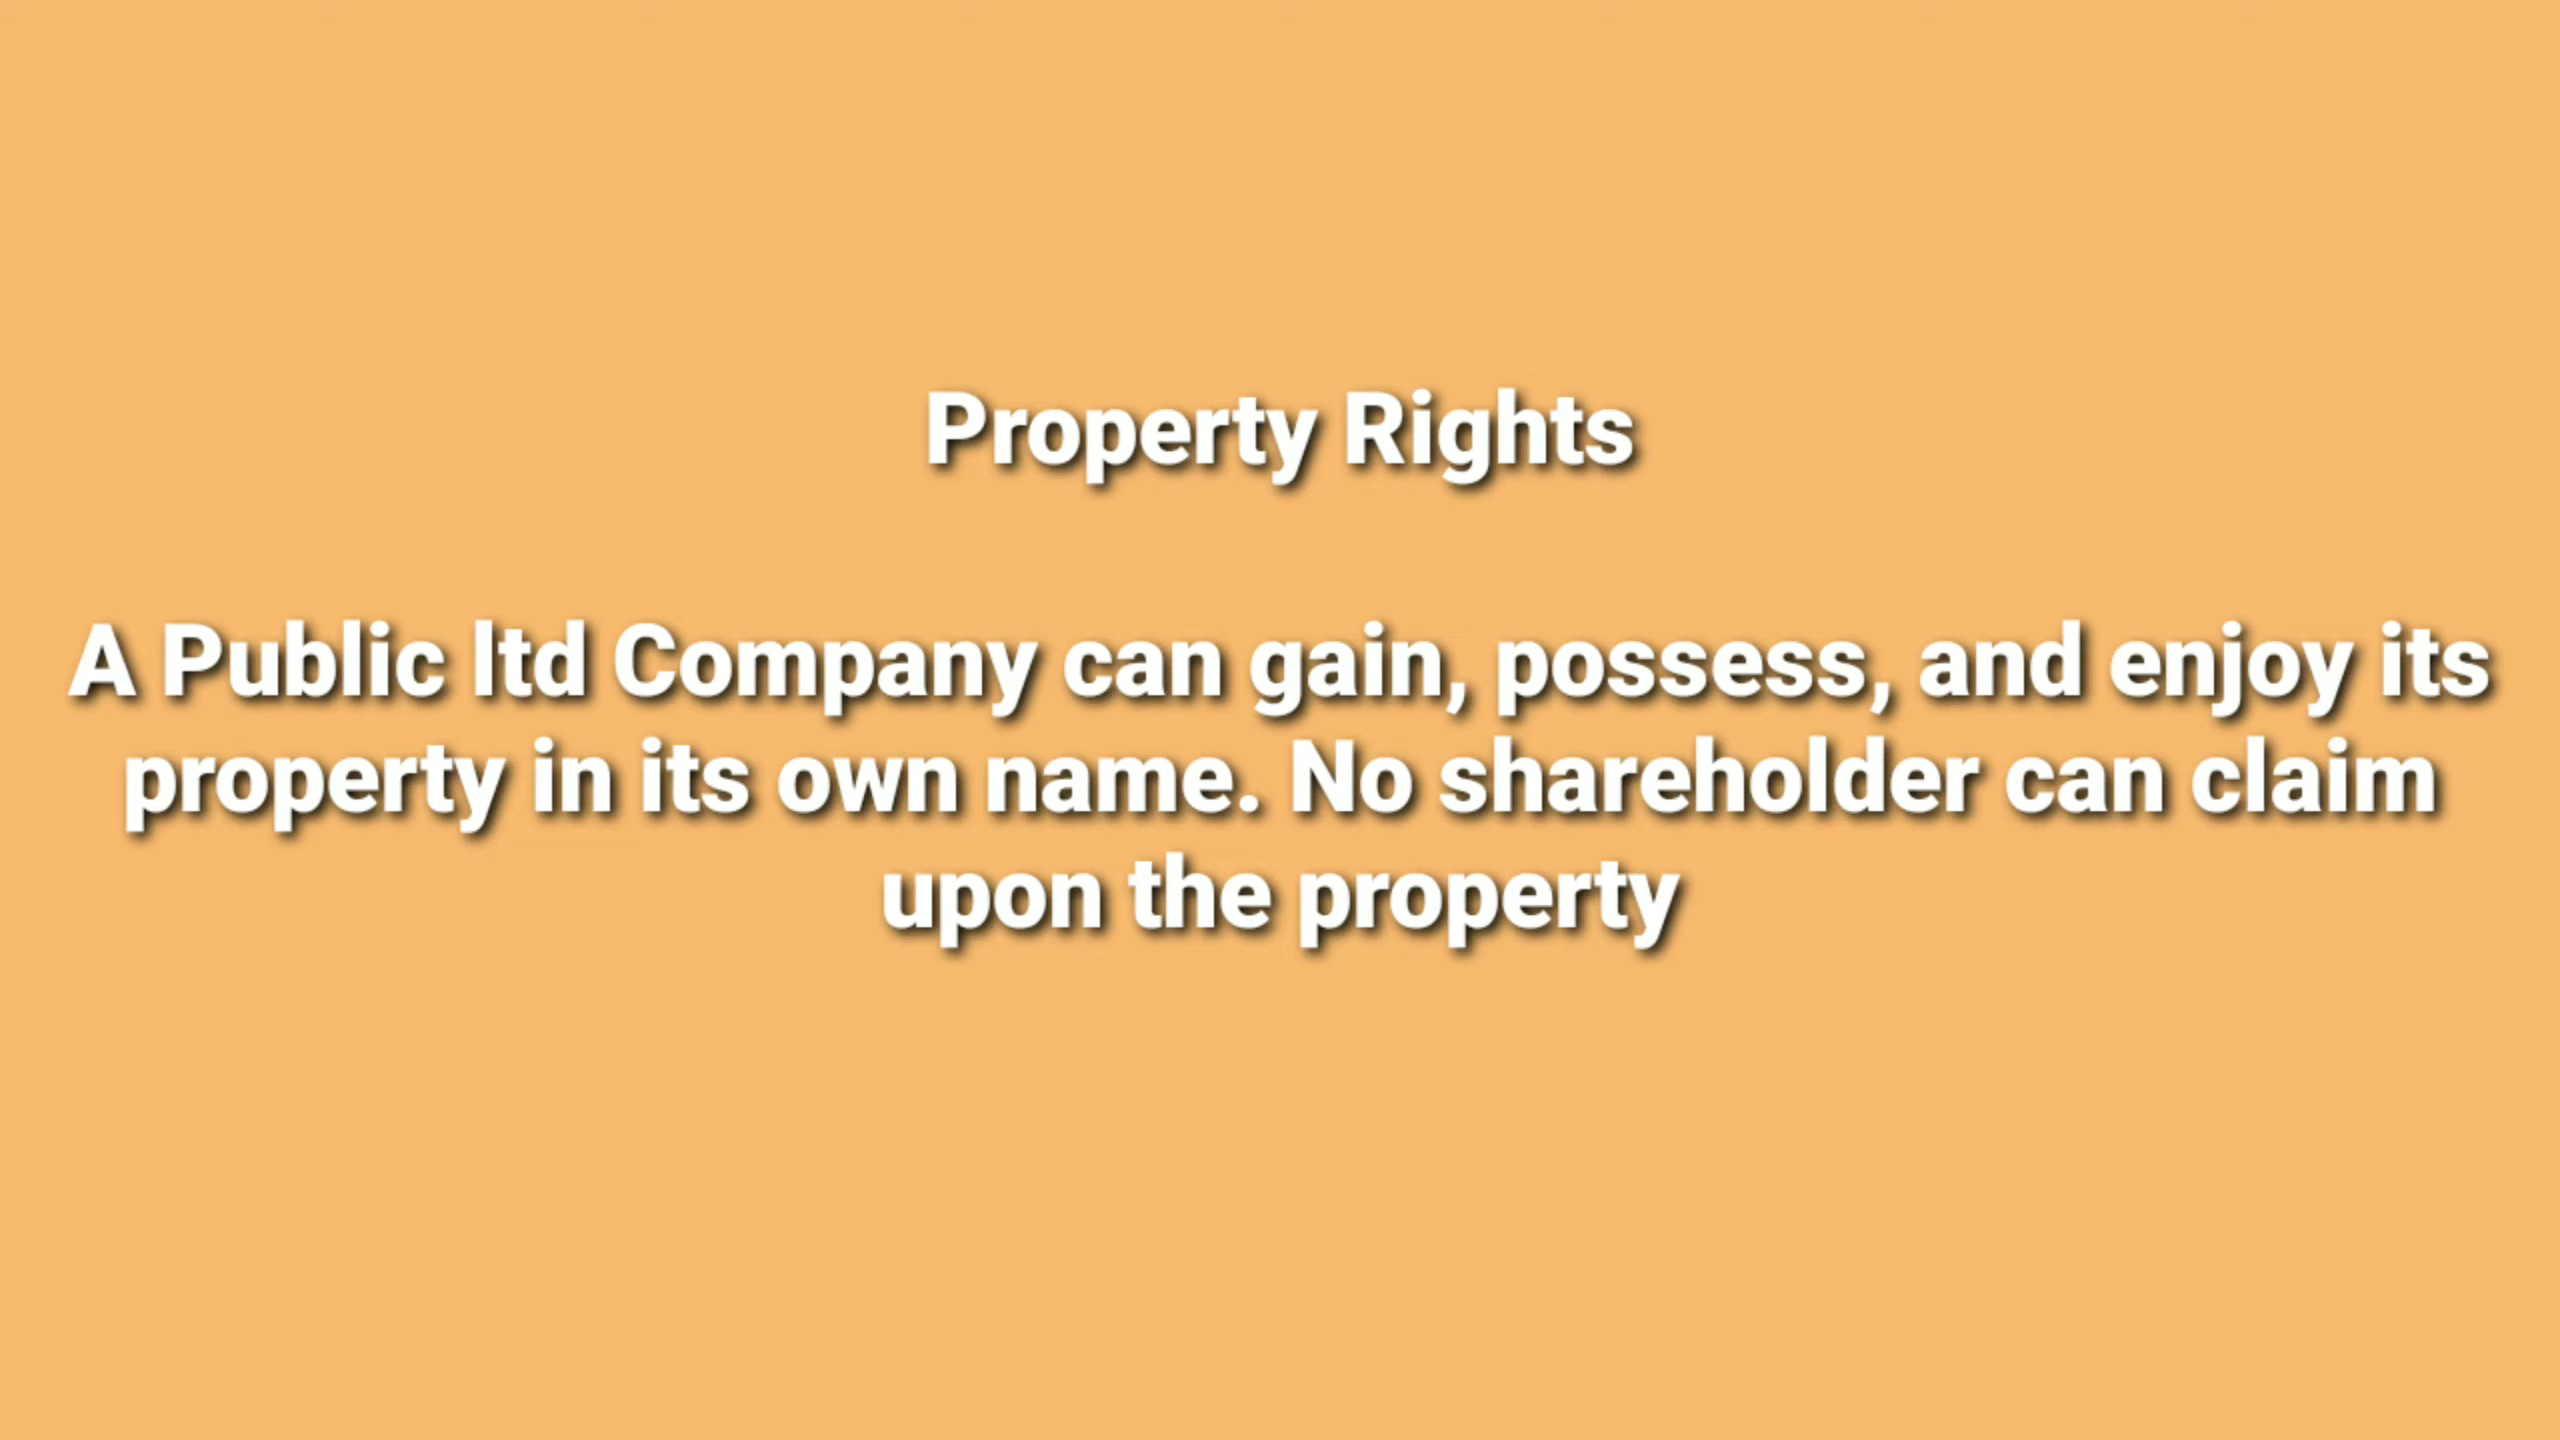 Property Rights
A Public ltd Company can gain, possess, and enjoy its
property in its own name. No shareholder can claim
upon the property